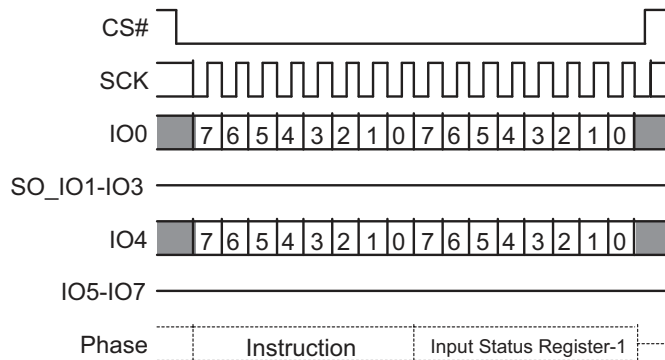 CS#
SCK
IO0 7 6 5 4 3 2 1 0 7 6 5 4 3 2 1 0
SO_IO1-IO3
IO4 7 6 5 4 3 2 1 0 7 6 5 4 3 2 1 0
IO5-IO7
Phase Instruction Input Status Register-1